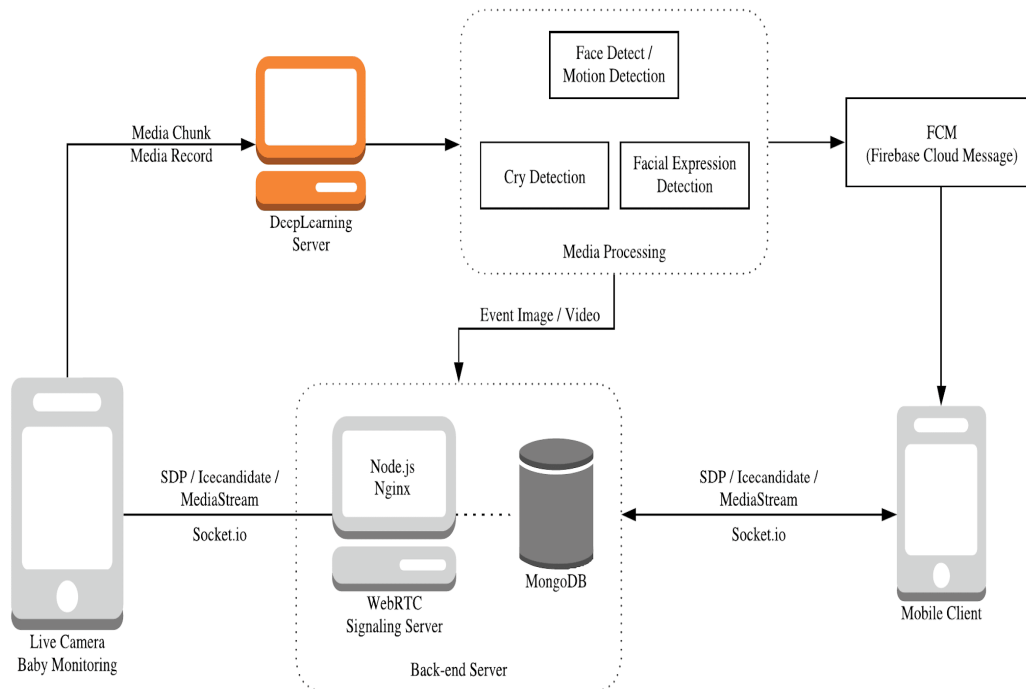 Face Detect /
Motion Detection
Media Chunk
Media Record
FCM
(Firebase Cloud Message)
Cry Detection
Facial Expression
Detection
DeepLearning
Server
Media Processing
Event Image / Video
Node.js
Nginx
SDP / Icecandidate /
MediaStream
Socket.io
SDP / Icecandidate /
MediaStream
Socket.io
MongoDB
WebRTC
Signaling Server
Mobile Client
Live Camera
Baby Monitoring
Back-end Server